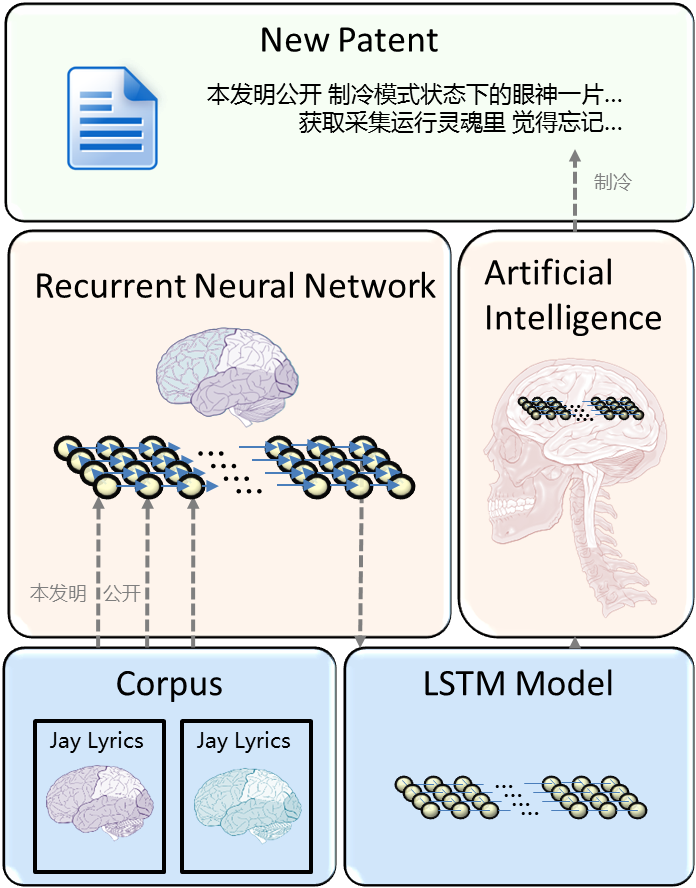 New Patent
本发明公开 制冷模式状态下的眼神一片...
获取采集运行灵魂里 觉得忘记...
制冷
Recurrent Neural Network
Artificial
Intelligence
本发明 公开
Corpus
Jay Lyrics
Jay Lyrics
LSTM Model